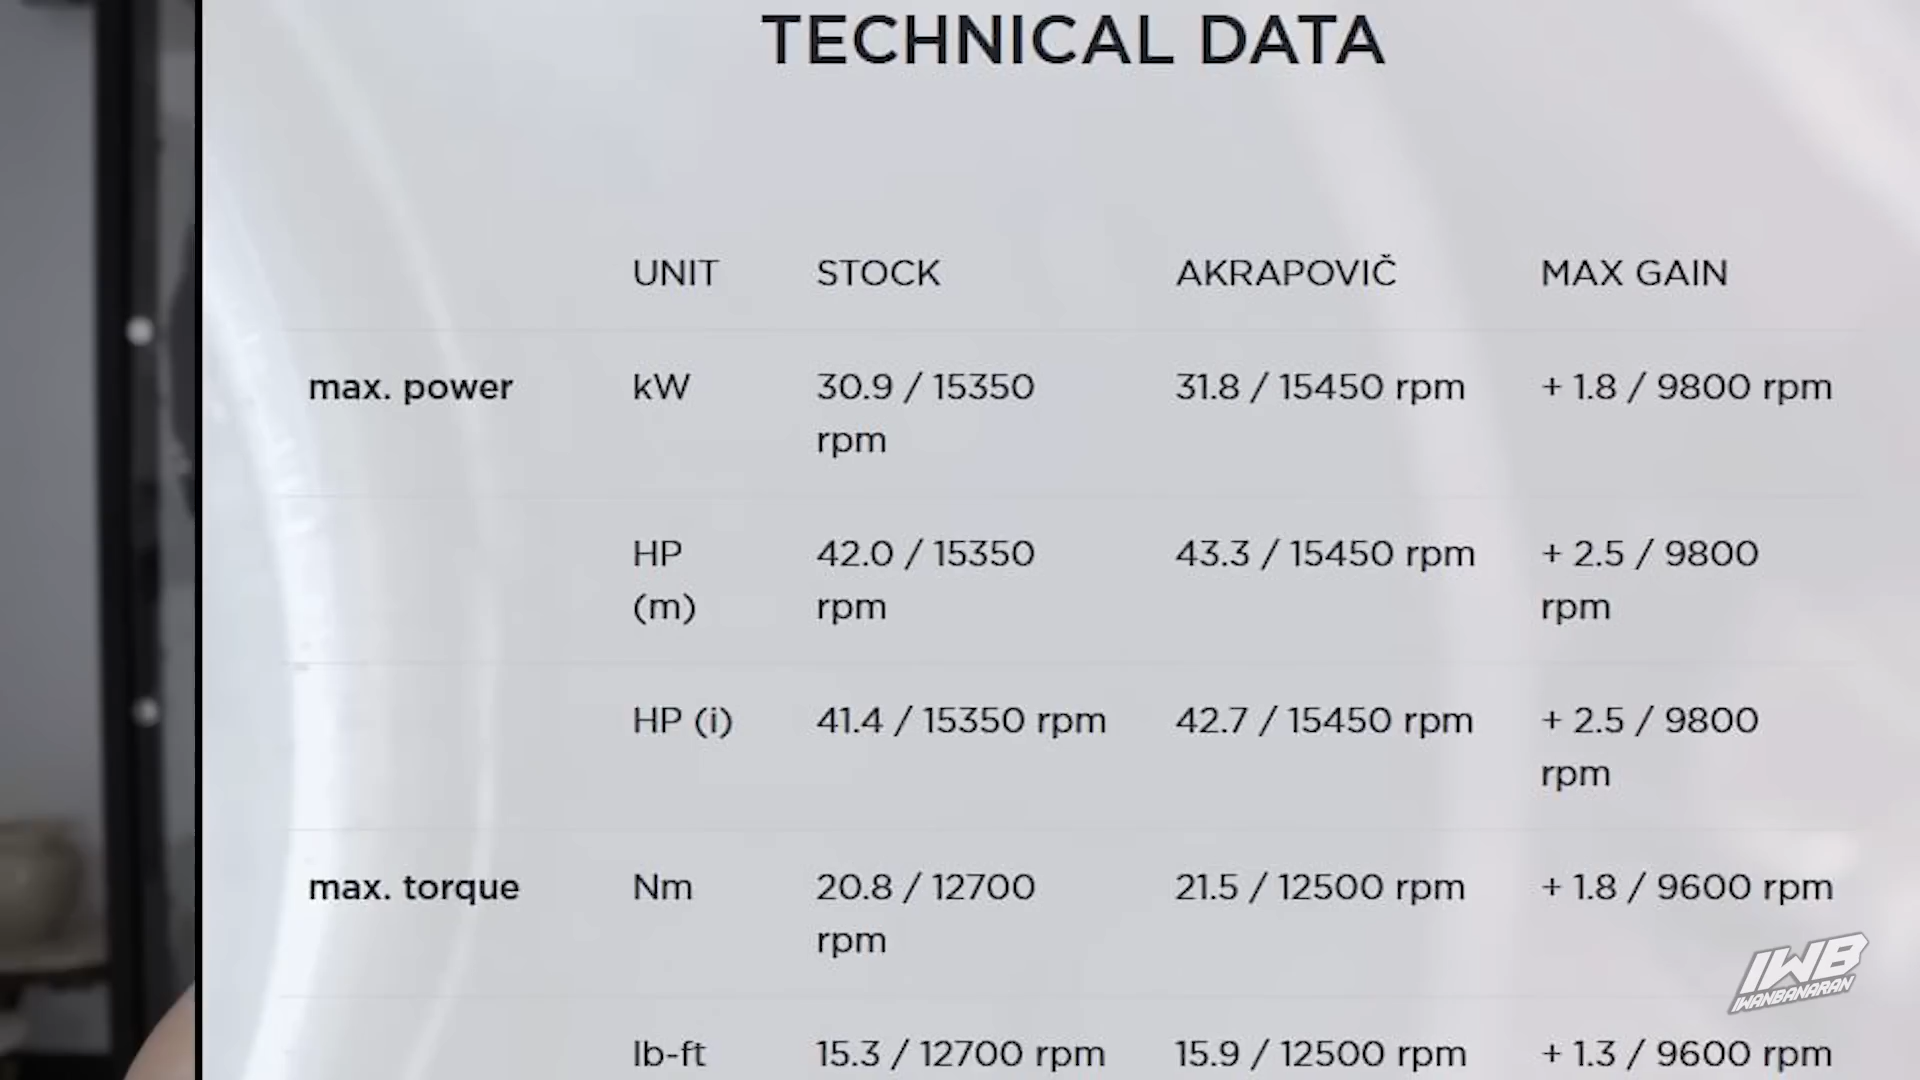 TECHNICAL DATA
UNIT STOCK AKRAPOVIČ MAX GAIN
max. power kW 30.9 / 15350 rpm 31.8 / 15450 rpm + 1.8 / 9800 rpm
HP (m) 42.0 / 15350 rpm 43.3 / 15450 rpm + 2.5 / 9800 rpm
HP (i) 41.4 / 15350 rpm 42.7 / 15450 rpm + 2.5 / 9800 rpm
max. torque Nm 20.8 / 12700 rpm 21.5 / 12500 rpm + 1.8 / 9600 rpm
lb-ft 15.3 / 12700 rpm 15.9 / 12500 rpm + 1.3 / 9600 rpm
IWB
IWANBANARAN